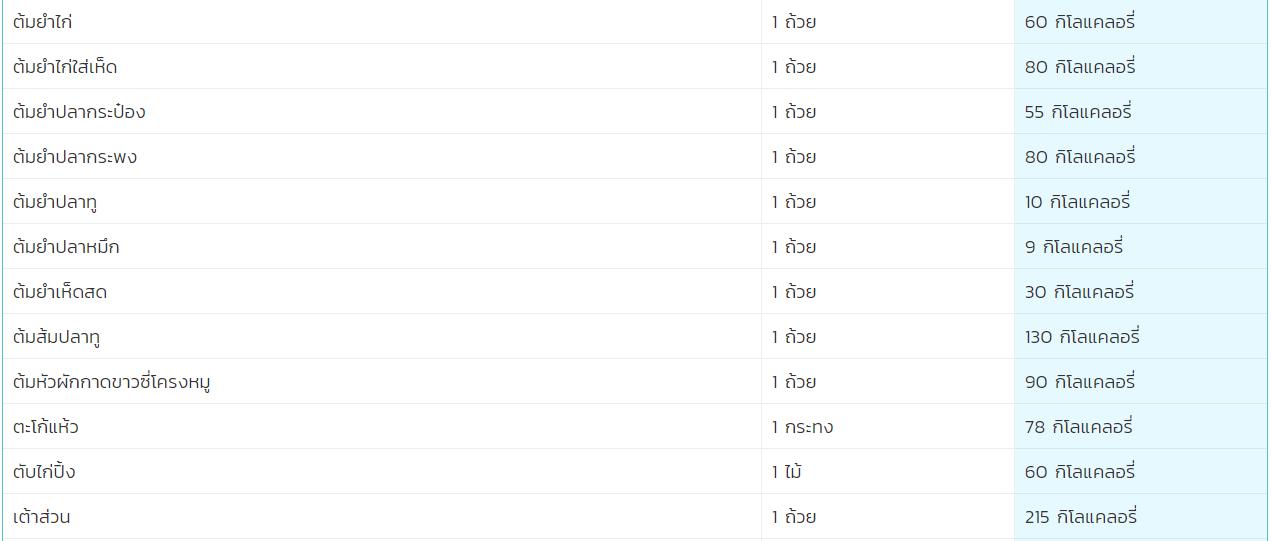 ต้มยำไก่ 1 ถ้วย 60 กิโลแคลอรี่
ต้มยำไก่ใส่เห็ด 1 ถ้วย 80 กิโลแคลอรี่
ต้มยำปลากระป๋อง 1 ถ้วย 55 กิโลแคลอรี่
ต้มยำปลากระพง 1 ถ้วย 80 กิโลแคลอรี่
ต้มยำปลาทู 1 ถ้วย 10 กิโลแคลอรี่
ต้มยำปลาหมึก 1 ถ้วย 9 กิโลแคลอรี่
ต้มยำเห็ดสด 1 ถ้วย 30 กิโลแคลอรี่
ต้มส้มปลาทู 1 ถ้วย 130 กิโลแคลอรี่
ต้มหัวผักกาดขาวซี่โครงหมู 1 ถ้วย 90 กิโลแคลอรี่
ตะโก้แห้ว 1 กระทง 78 กิโลแคลอรี่
ตับไก่ปิ้ง 1 ไม้ 60 กิโลแคลอรี่
เต้าส่วน 1 ถ้วย 215 กิโลแคลอรี่